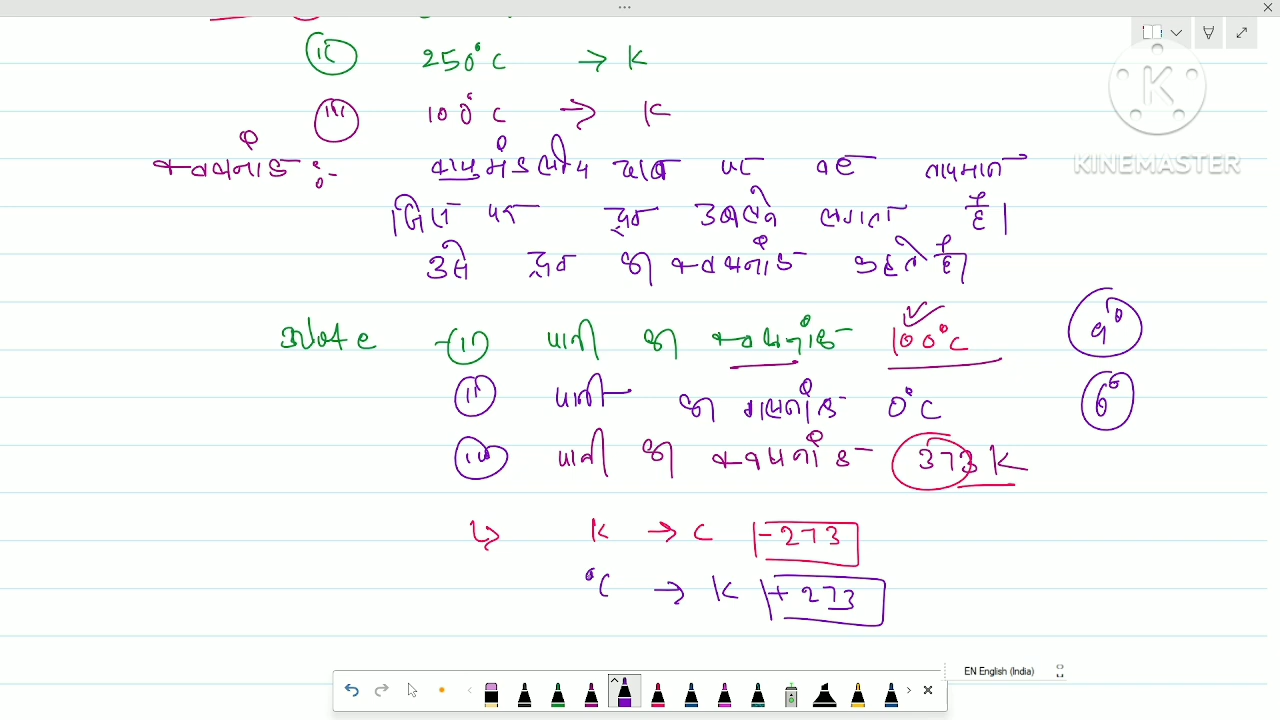 (ii) 250°C → K
(iii) 100°C → K
क्वथनांक :- वायुमंडलीय दाब पर वह तापमान
जिस पर द्रव उबलने लगता है।
उसे द्रव का क्वथनांक कहते हैं।
Note (i) पानी का क्वथनांक 100°C
(ii) पानी का गलनांक 0°C
(iii) पानी का क्वथनांक 373 K
↳ K → C -273
°C → K +273
KINEMASTER
EN English (India)